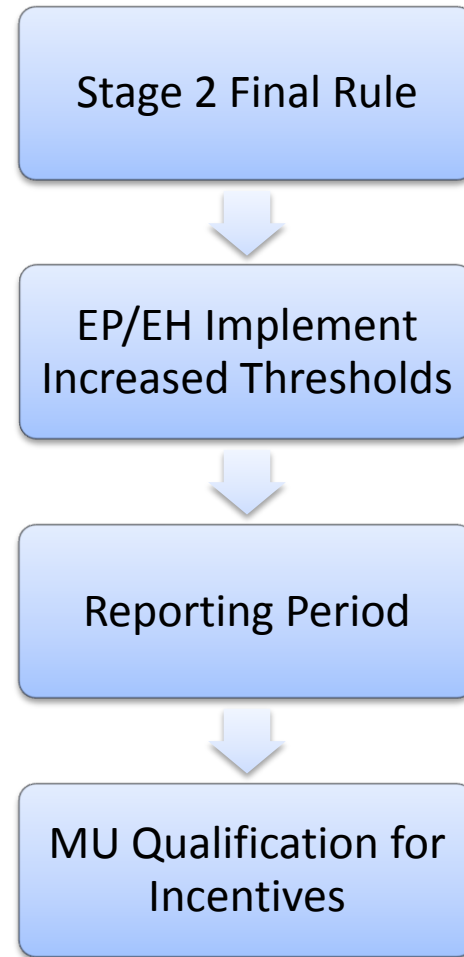 Stage 2 Final Rule
EP/EH Implement
Increased Thresholds
Reporting Period
MU Qualification for
Incentives